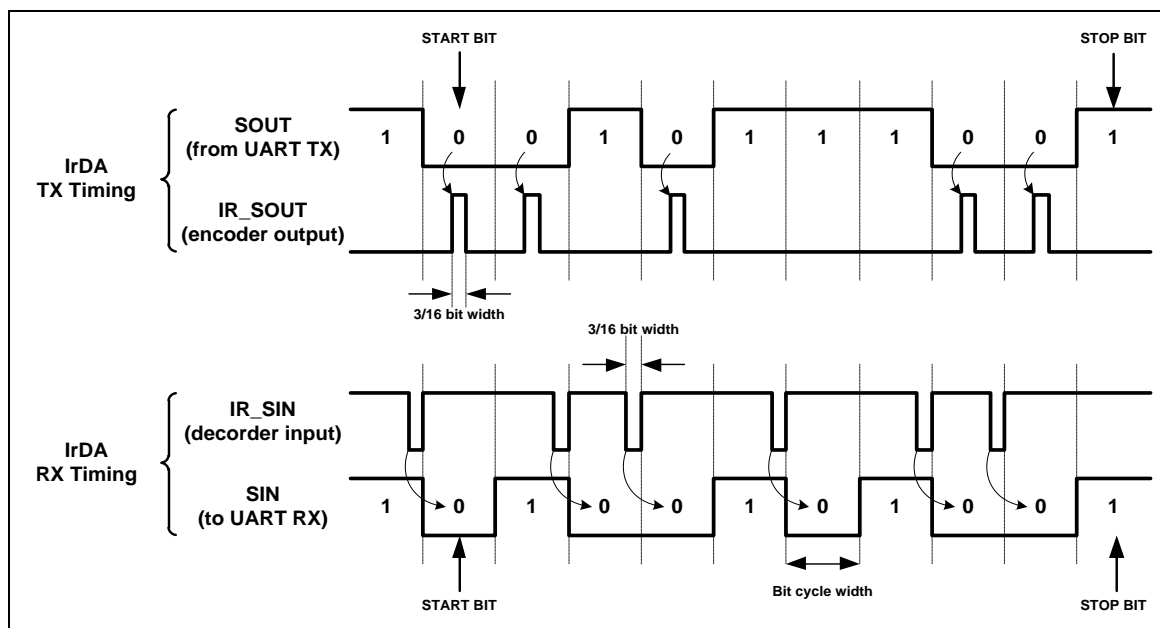 START BIT
STOP BIT
SOUT
(from UART TX)
1 0 0 1 0 1 1 1 0 0 1
IrDA
TX Timing
IR_SOUT
(encoder output)
3/16 bit width
3/16 bit width
IR_SIN
(decorder input)
IrDA
RX Timing
SIN
(to UART RX)
1 0 1 0 0 1 0 1 0 0 1
Bit cycle width
START BIT
STOP BIT